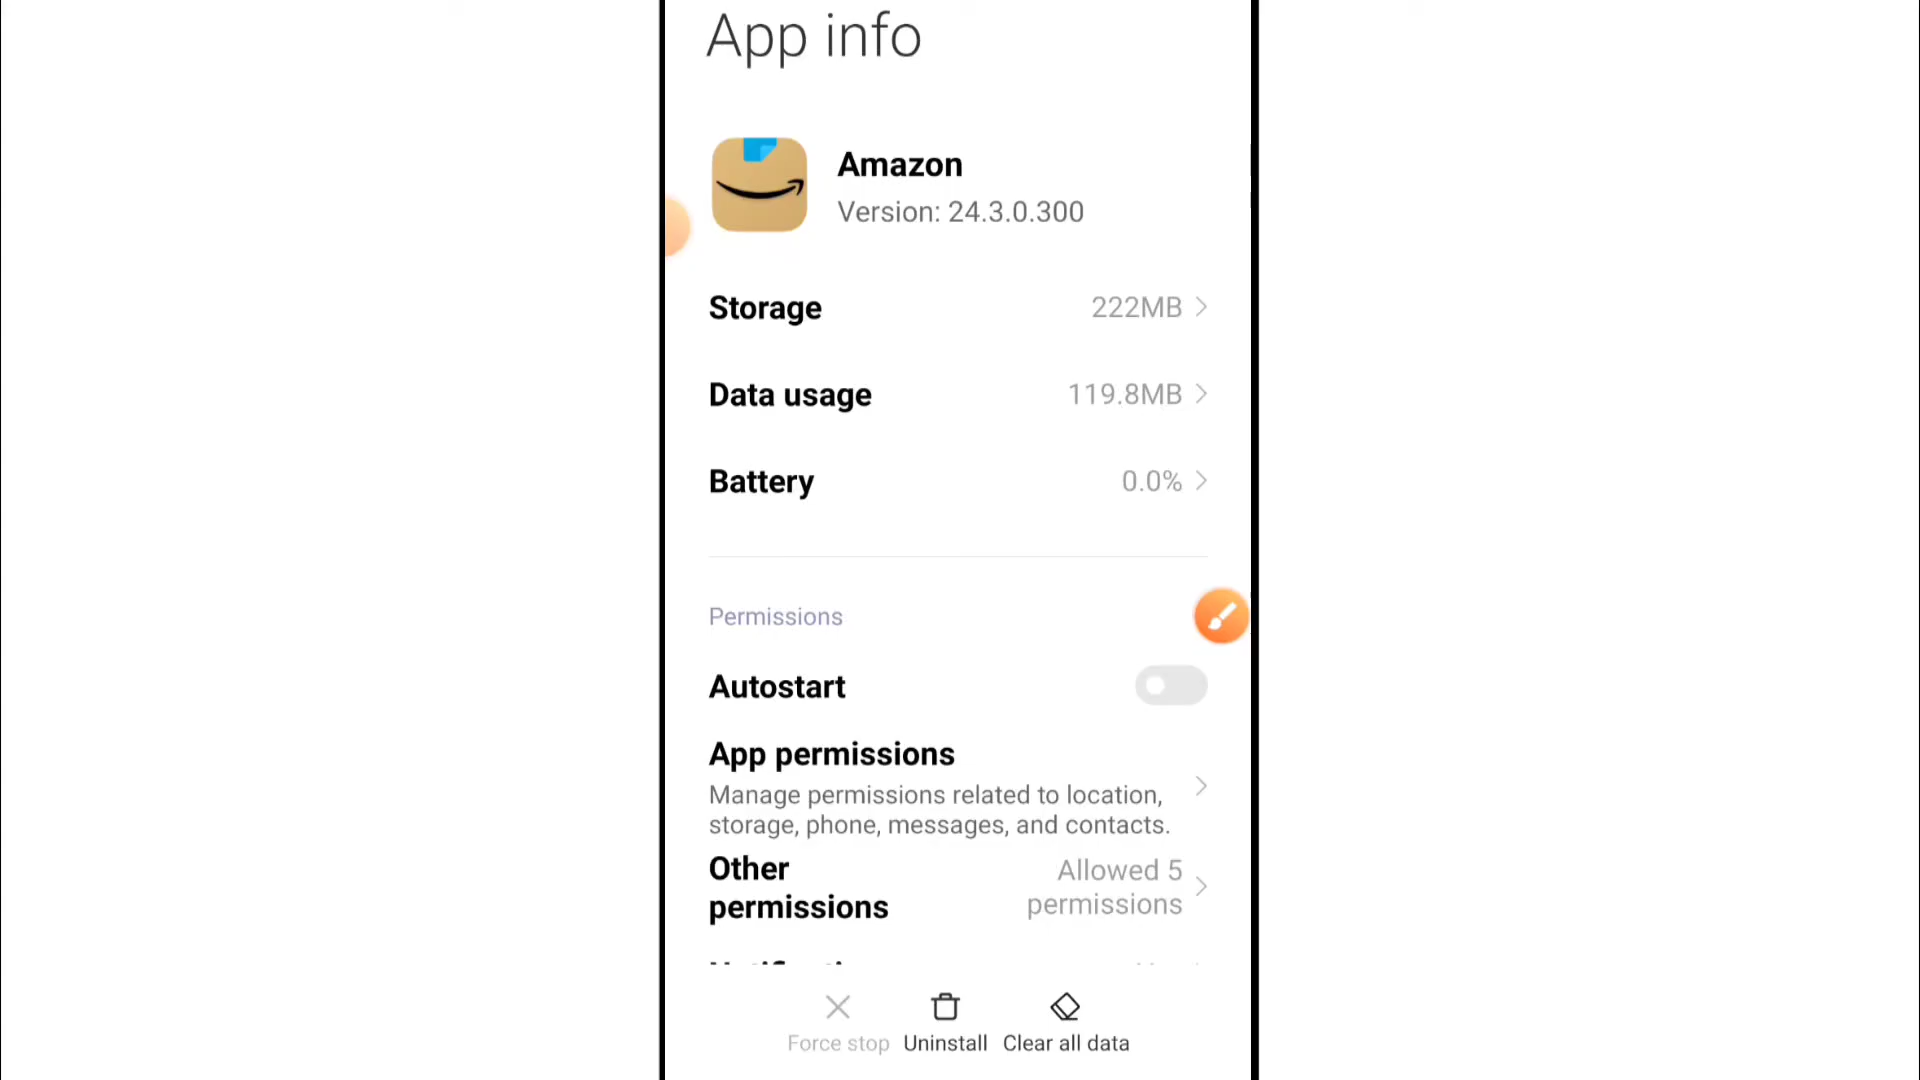 App info
Amazon
Version: 24.3.0.300
Storage 222MB
Data usage 119.8MB
Battery 0.0%
Permissions
Autostart
App permissions
Manage permissions related to location,
storage, phone, messages, and contacts.
Other permissions
Allowed 5 permissions
Force stop Uninstall Clear all data